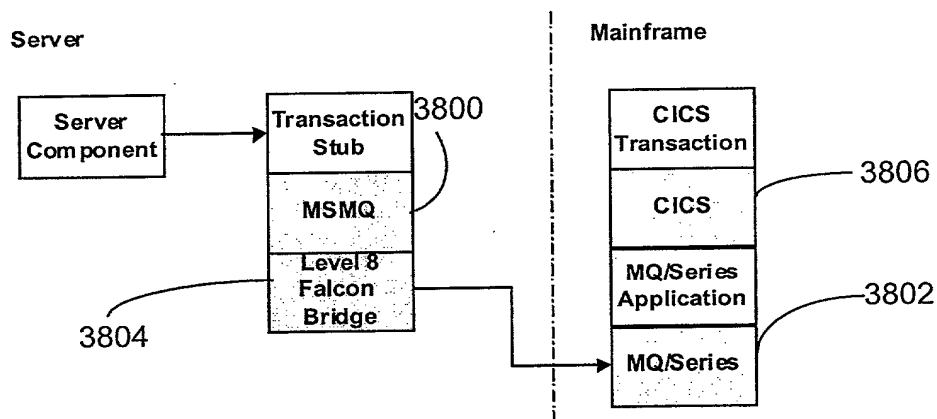 Server
Mainframe
Server
Component
Transaction
Stub
MSMQ
Level 8
Falcon
Bridge
3800
3804
CICS
Transaction
CICS
MQ/Series
Application
MQ/Series
3806
3802